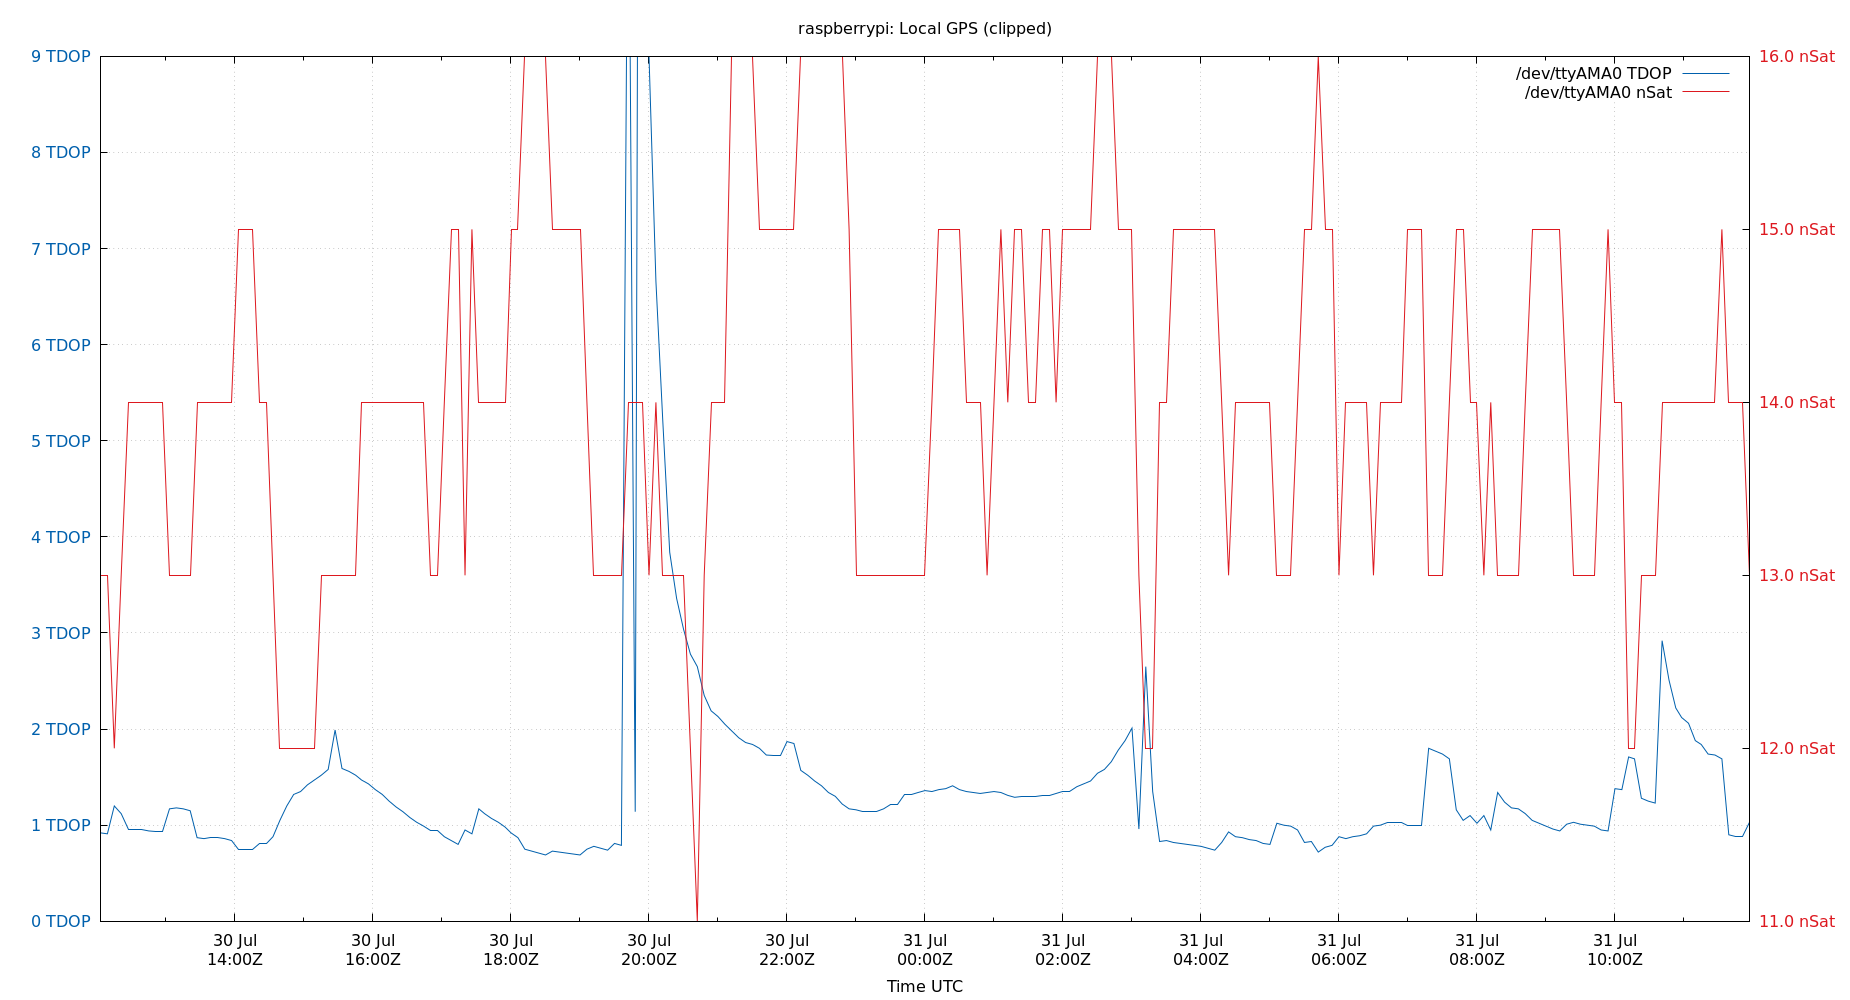 raspberrypi: Local GPS (clipped)
9 TDOP
8 TDOP
7 TDOP
6 TDOP
5 TDOP
4 TDOP
3 TDOP
2 TDOP
1 TDOP
0 TDOP
16.0 nSat
15.0 nSat
14.0 nSat
13.0 nSat
12.0 nSat
11.0 nSat
/dev/ttyAMA0 TDOP
/dev/ttyAMA0 nSat
30 Jul
14:00Z
30 Jul
16:00Z
30 Jul
18:00Z
30 Jul
20:00Z
30 Jul
22:00Z
31 Jul
00:00Z
31 Jul
02:00Z
31 Jul
04:00Z
31 Jul
06:00Z
31 Jul
08:00Z
31 Jul
10:00Z
Time UTC